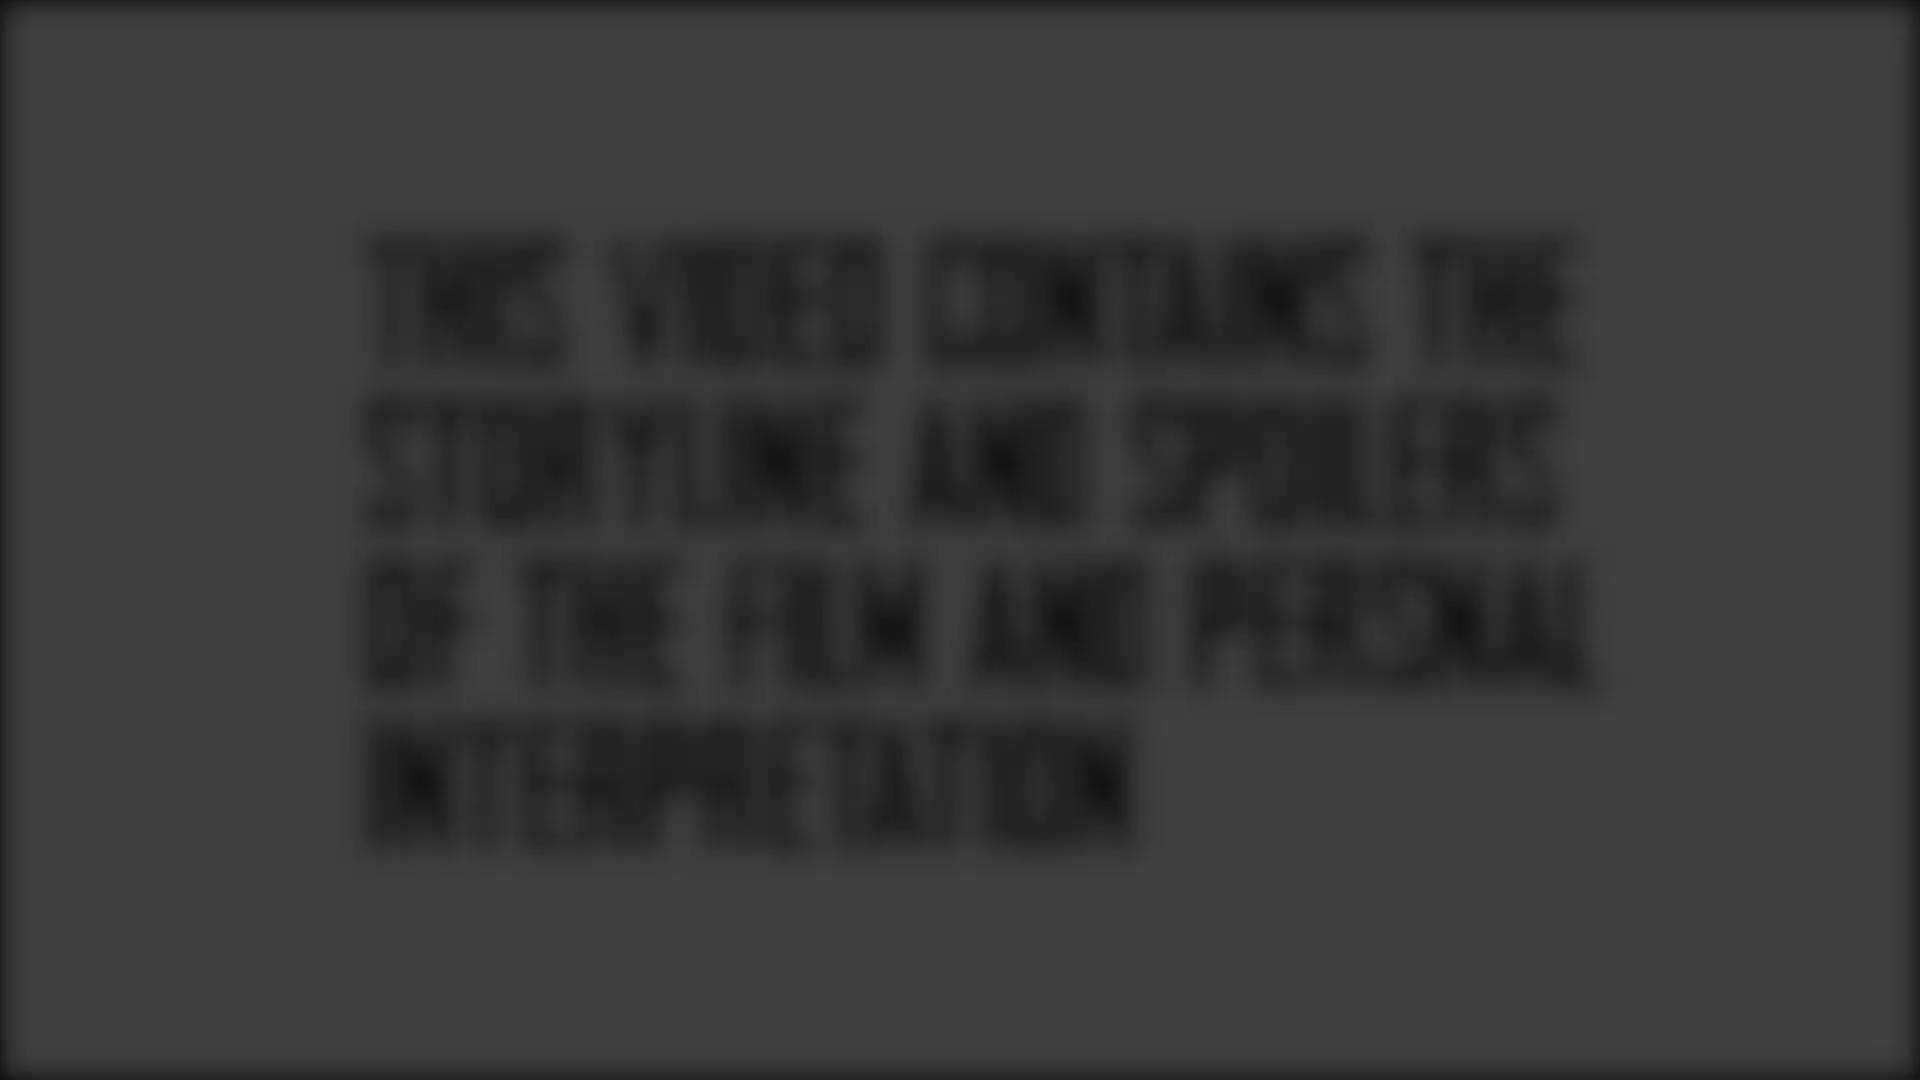 THIS VIDEO CONTAINS THE
STORYLINE AND SPOILERS
OF THE FILM AND PERSONAL
INTERPRETATION